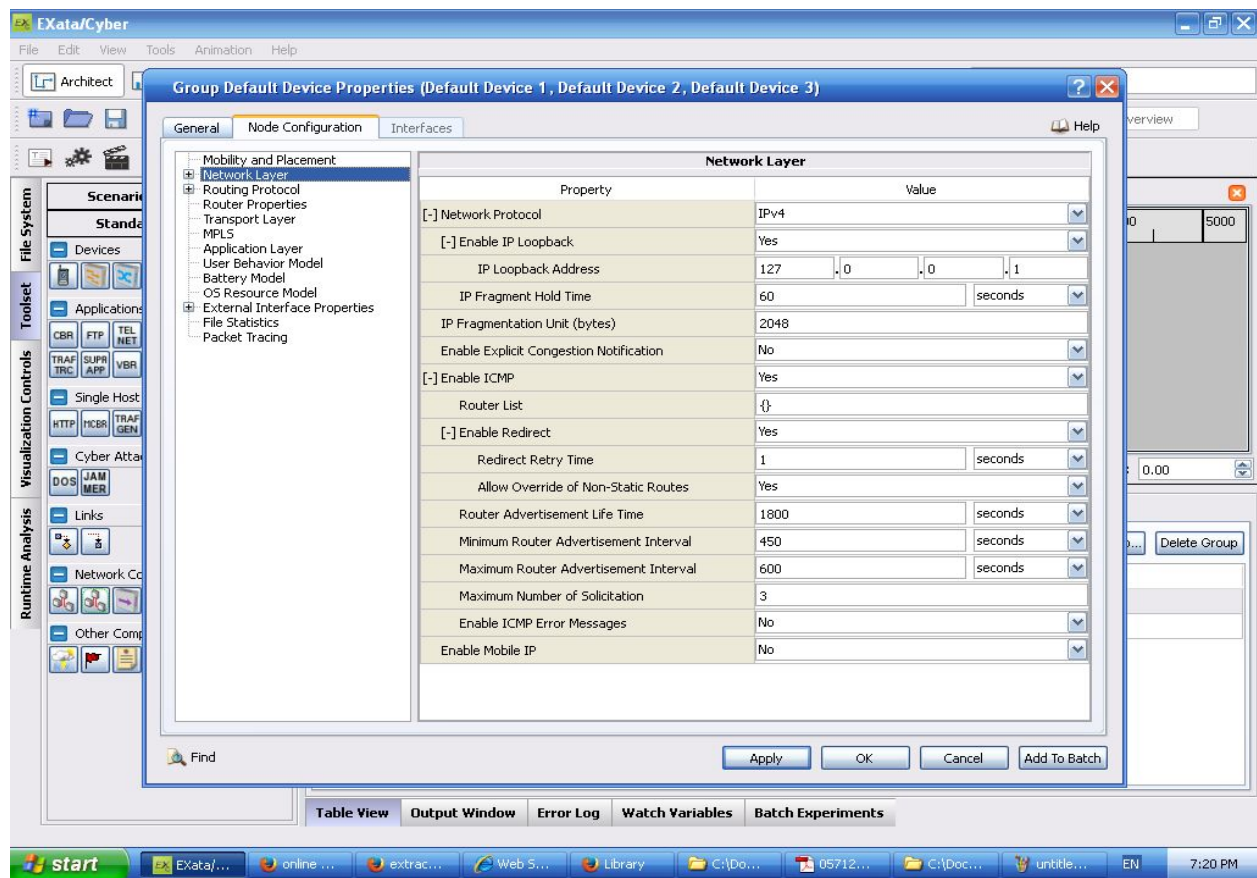 EXata/Cyber
File Edit View Tools Animation Help
Architect
Group Default Device Properties (Default Device 1, Default Device 2, Default Device 3)
General Node Configuration Interfaces Help
File System
Toolset
Visualization Controls
Runtime Analysis
Devices
Applications
CBR FTP TEL NET
TRAF TRC SUPR APP VBR
Single Host
HTTP MCBR TRAF GEN
DOS JAM MER
Links
Mobility and Placement
Network Layer
Routing Protocol
Router Properties
Transport Layer
MPLS
Application Layer
User Behavior Model
Battery Model
OS Resource Model
External Interface Properties
File Statistics
Packet Tracing
Network Layer
Property Value
[-] Network Protocol IPv4
[-] Enable IP Loopback Yes
IP Loopback Address 127 . 0 . 0 . 1
IP Fragment Hold Time 60 seconds
IP Fragmentation Unit (bytes) 2048
Enable Explicit Congestion Notification No
[-] Enable ICMP Yes
Router List {}
[-] Enable Redirect Yes
Redirect Retry Time 1 seconds
Allow Override of Non-Static Routes Yes
Router Advertisement Life Time 1800 seconds
Minimum Router Advertisement Interval 450 seconds
Maximum Router Advertisement Interval 600 seconds
Maximum Number of Solicitation 3
Enable ICMP Error Messages No
Enable Mobile IP No
5000
0.00
Delete Group
Find Apply OK Cancel Add To Batch
Table View Output Window Error Log Watch Variables Batch Experiments
start EXata/... online ... extrac... Web S... Library C:\Do... 05712... C:\Doc... untitle... EN 7:20 PM